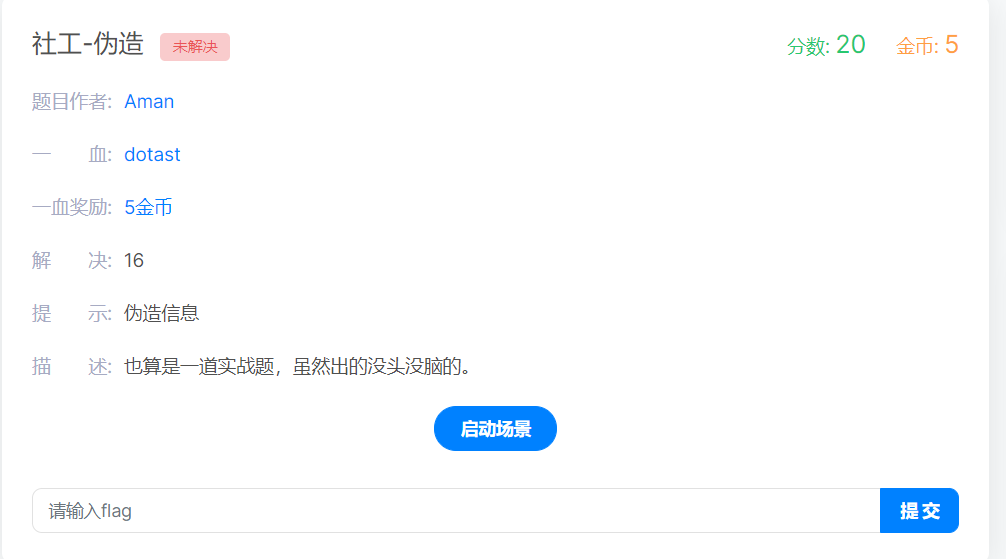 社工-伪造 未解决 分数: 20 金币: 5
题目作者: Aman
一 血: dotast
一血奖励: 5金币
解 决: 16
提 示: 伪造信息
描 述: 也算是一道实战题，虽然出的没头没脑的。
启动场景
请输入flag 提 交